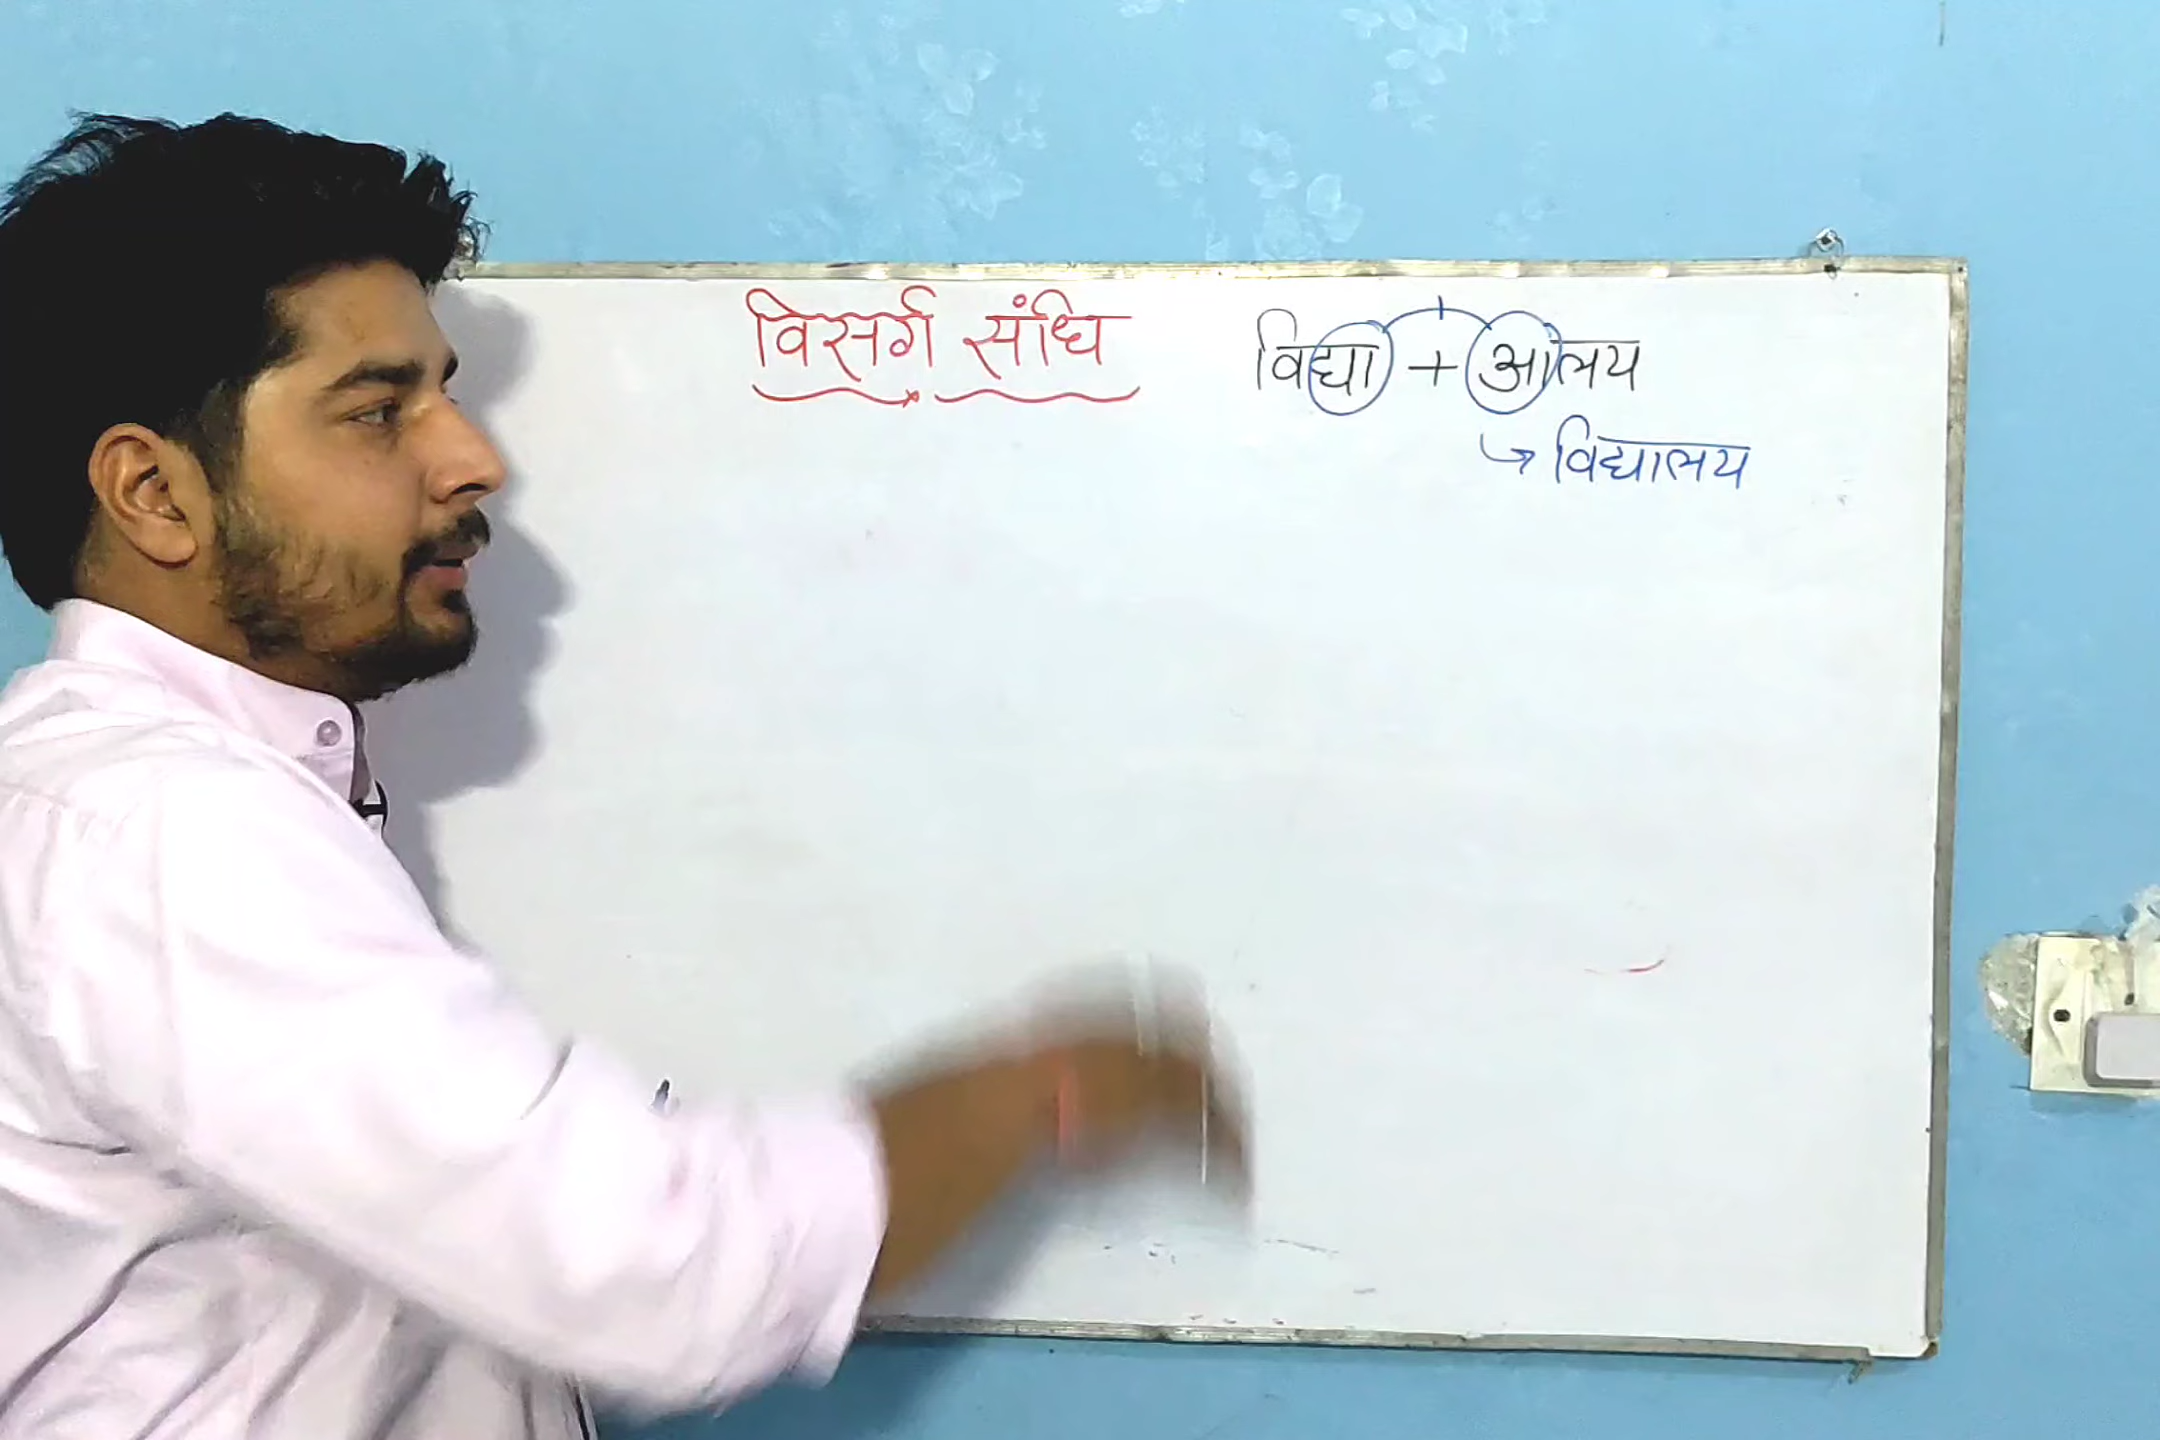 विसर्ग संधि
विद्या + आलय
↳ विद्यालय